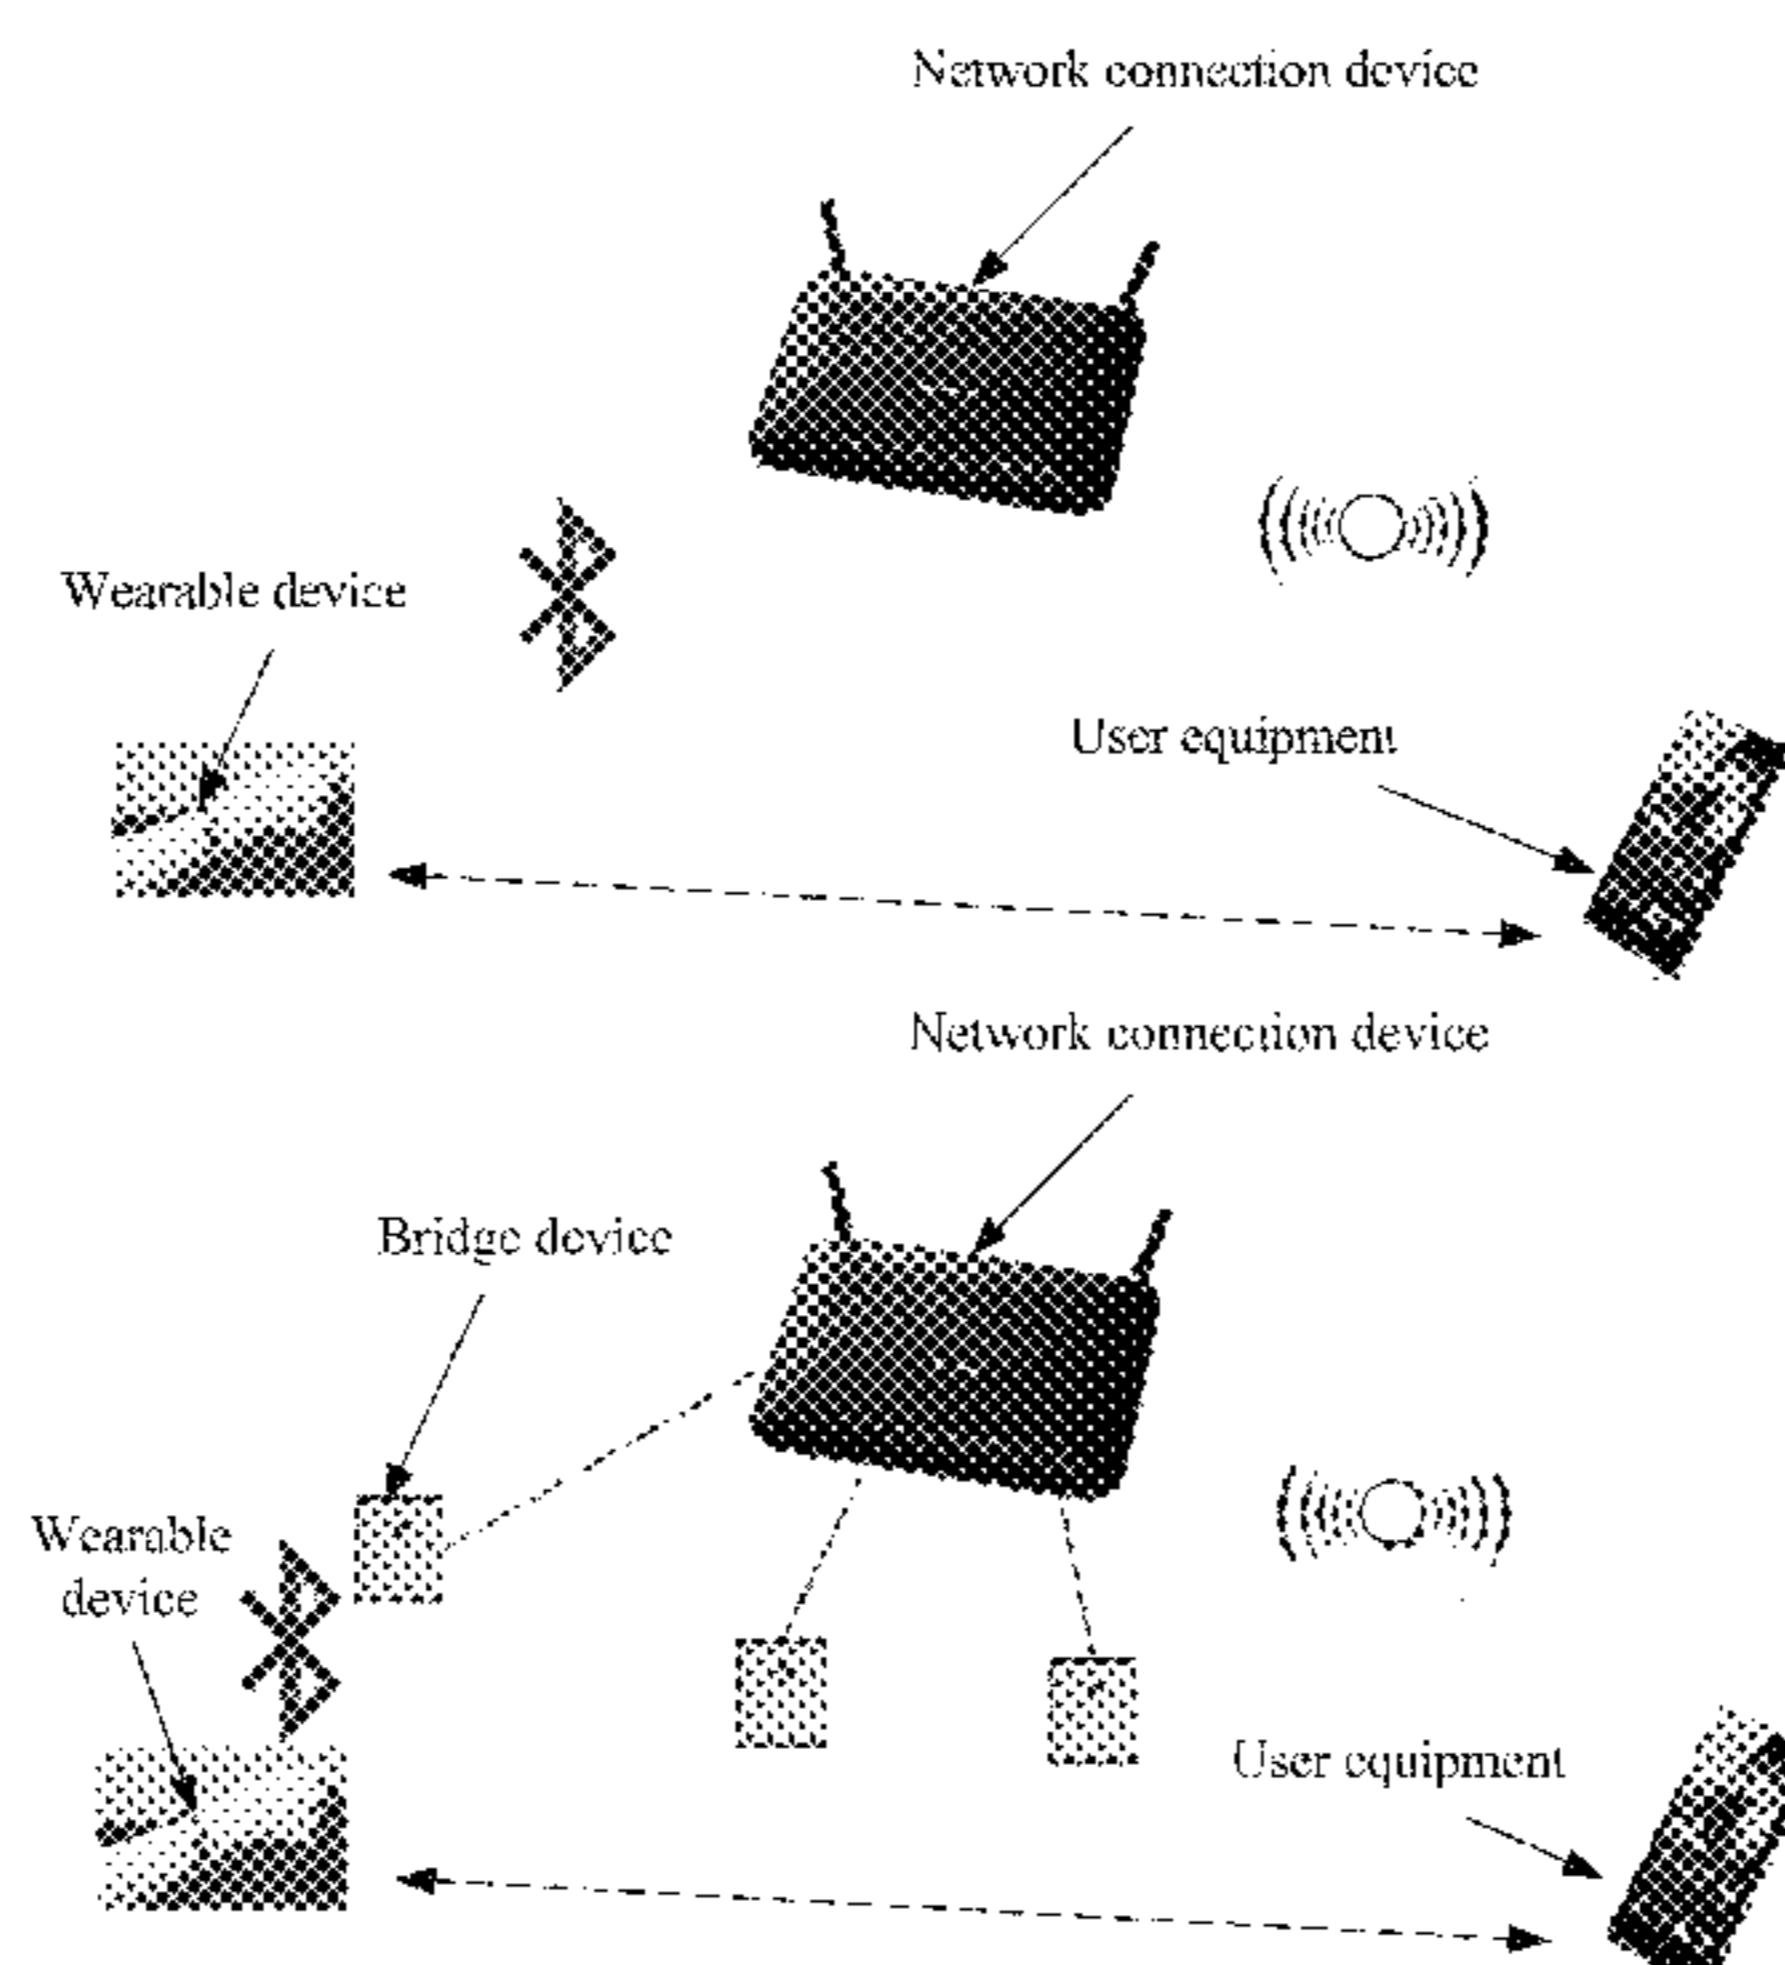 Network connection device
Wearable device
User equipment
Network connection device
Bridge device
Wearable
device
User equipment